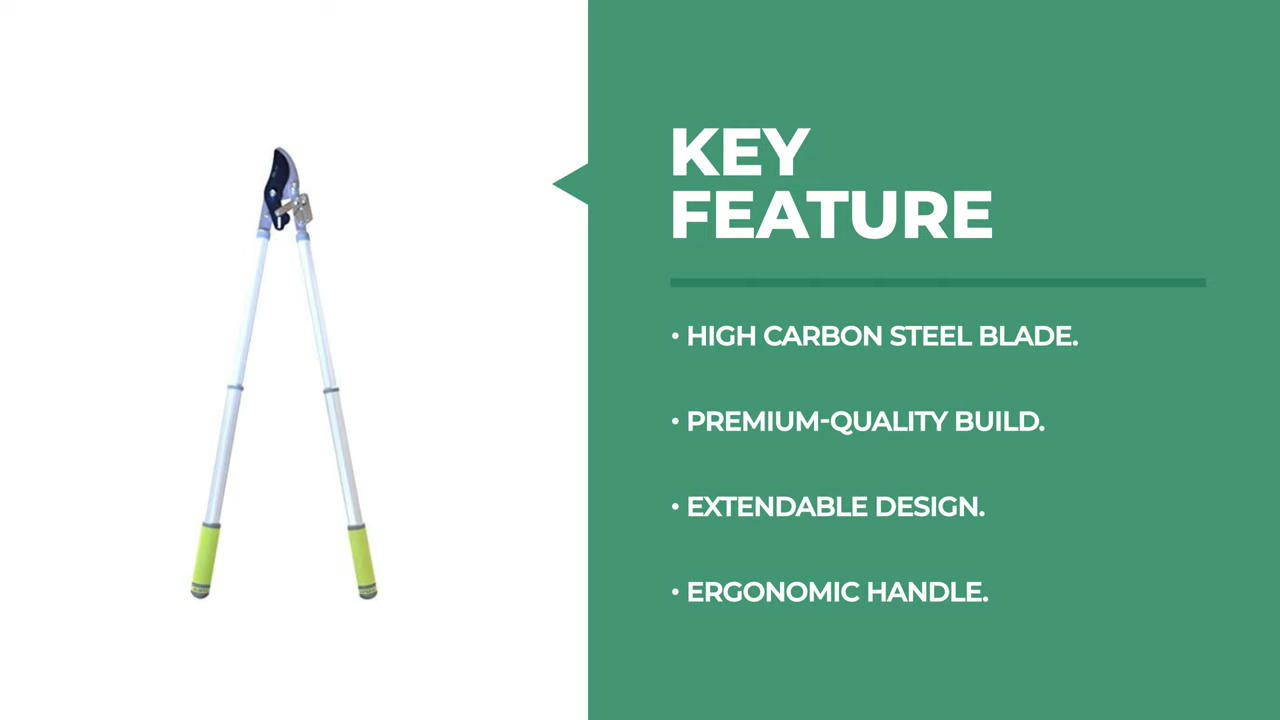 KEY
FEATURE
• HIGH CARBON STEEL BLADE.
• PREMIUM-QUALITY BUILD.
• EXTENDABLE DESIGN.
• ERGONOMIC HANDLE.